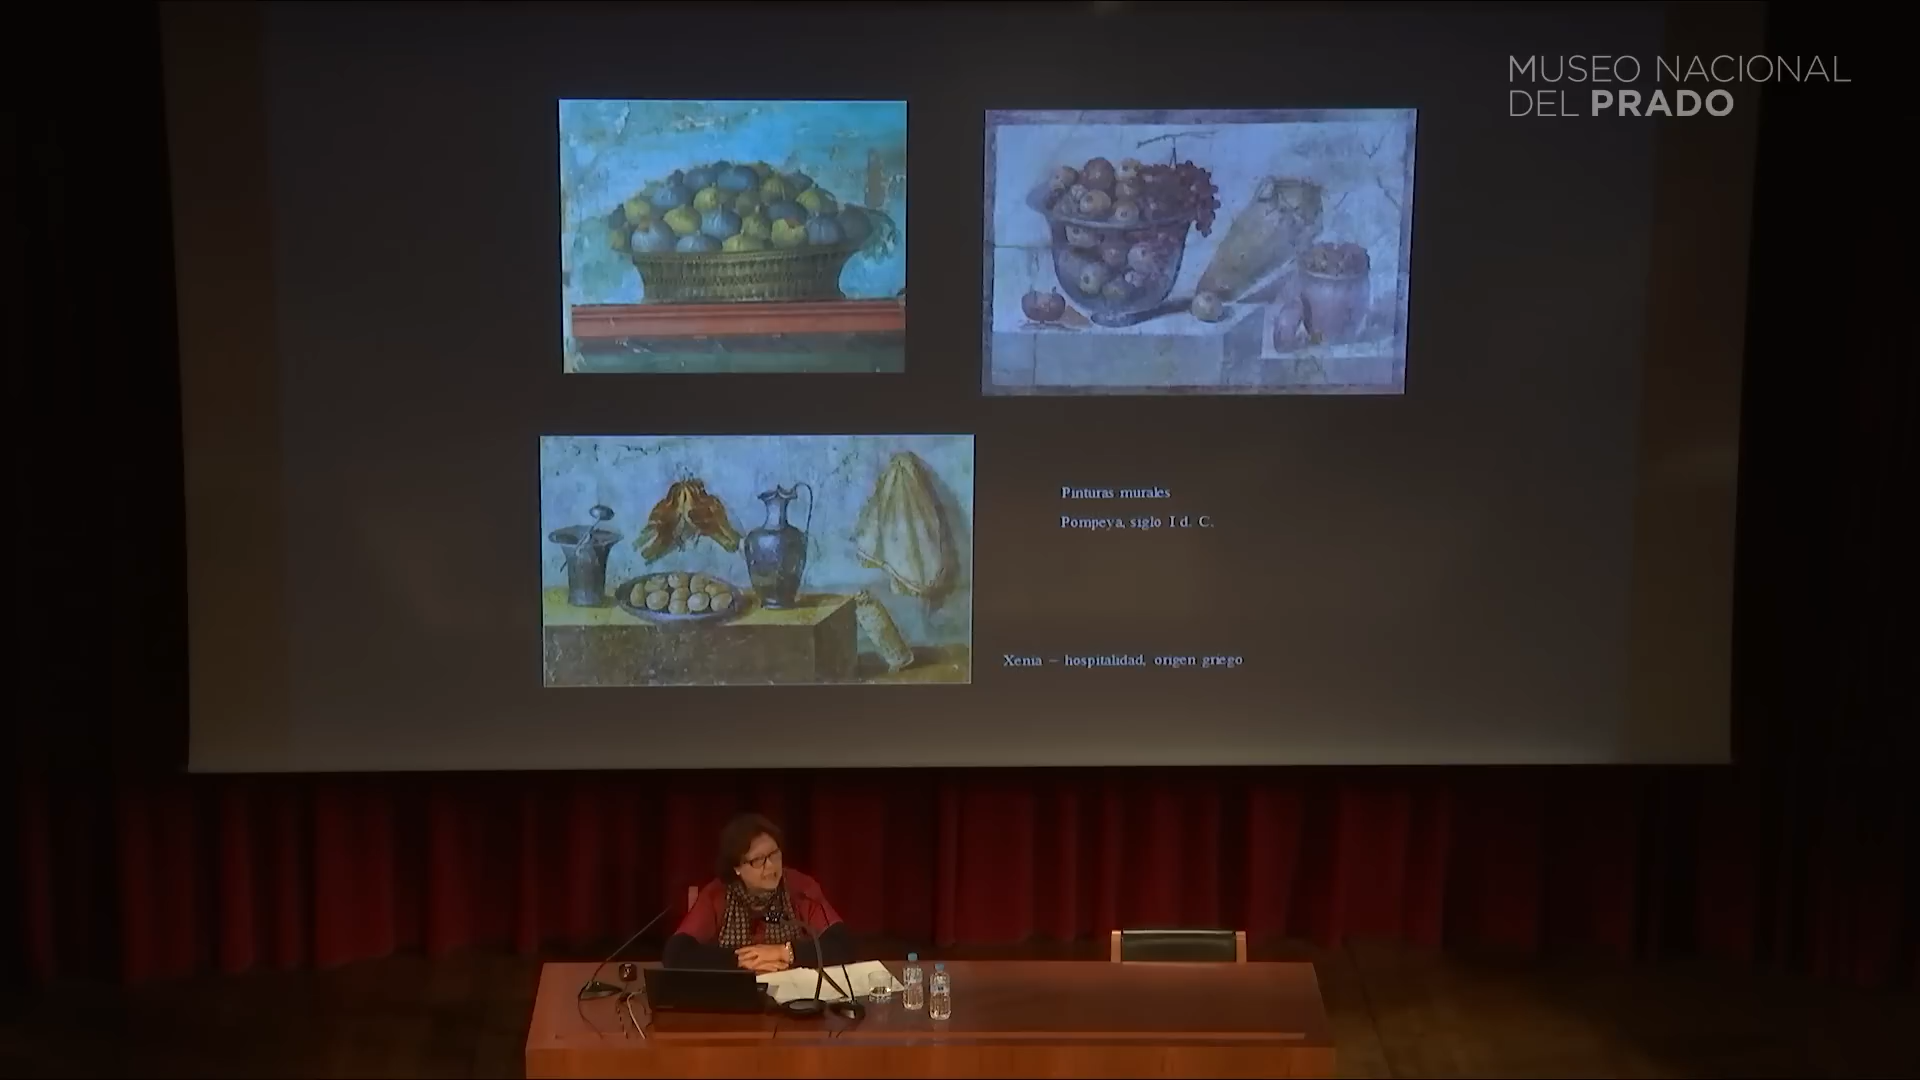 MUSEO NACIONAL
DEL PRADO
Pinturas murales
Pompeya, siglo I d. C.
Xenia – hospitalidad, origen griego